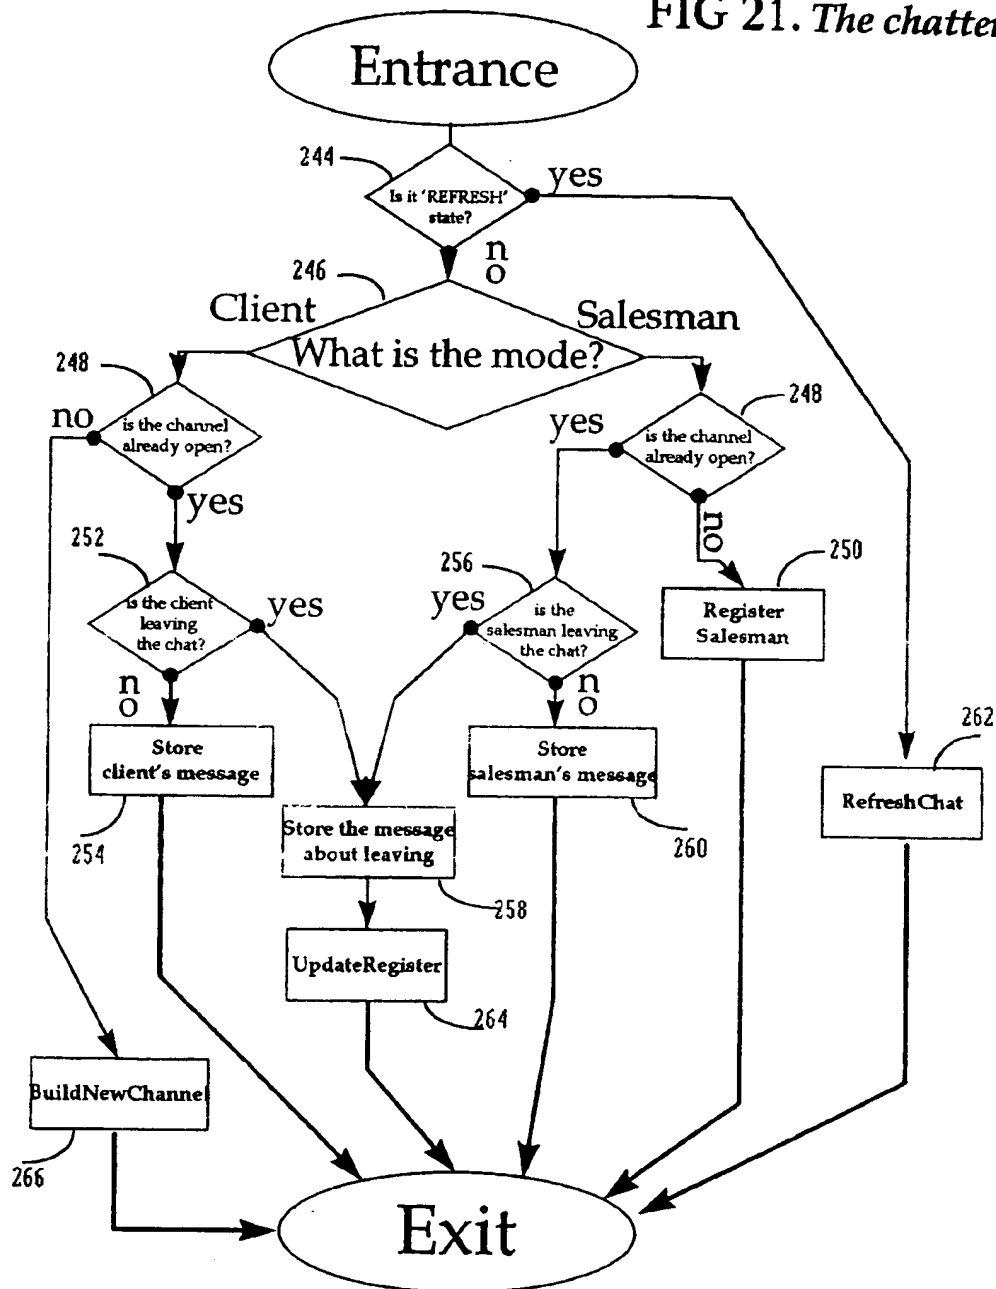 FIG 21. The chatter
Entrance
244
Is it 'REFRESH'
state?
yes
n
o
246
Client
Salesman
What is the mode?
248
no
is the channel
already open?
yes
248
yes
is the channel
already open?
no
252
is the client
leaving
the chat?
yes
n
o
256
yes
is the
salesman leaving
the chat?
n
o
250
Register
Salesman
Store
client's message
254
Store the message
about leaving
258
Store
salesman's message
260
262
RefreshChat
UpdateRegister
264
BuildNewChannel
266
Exit